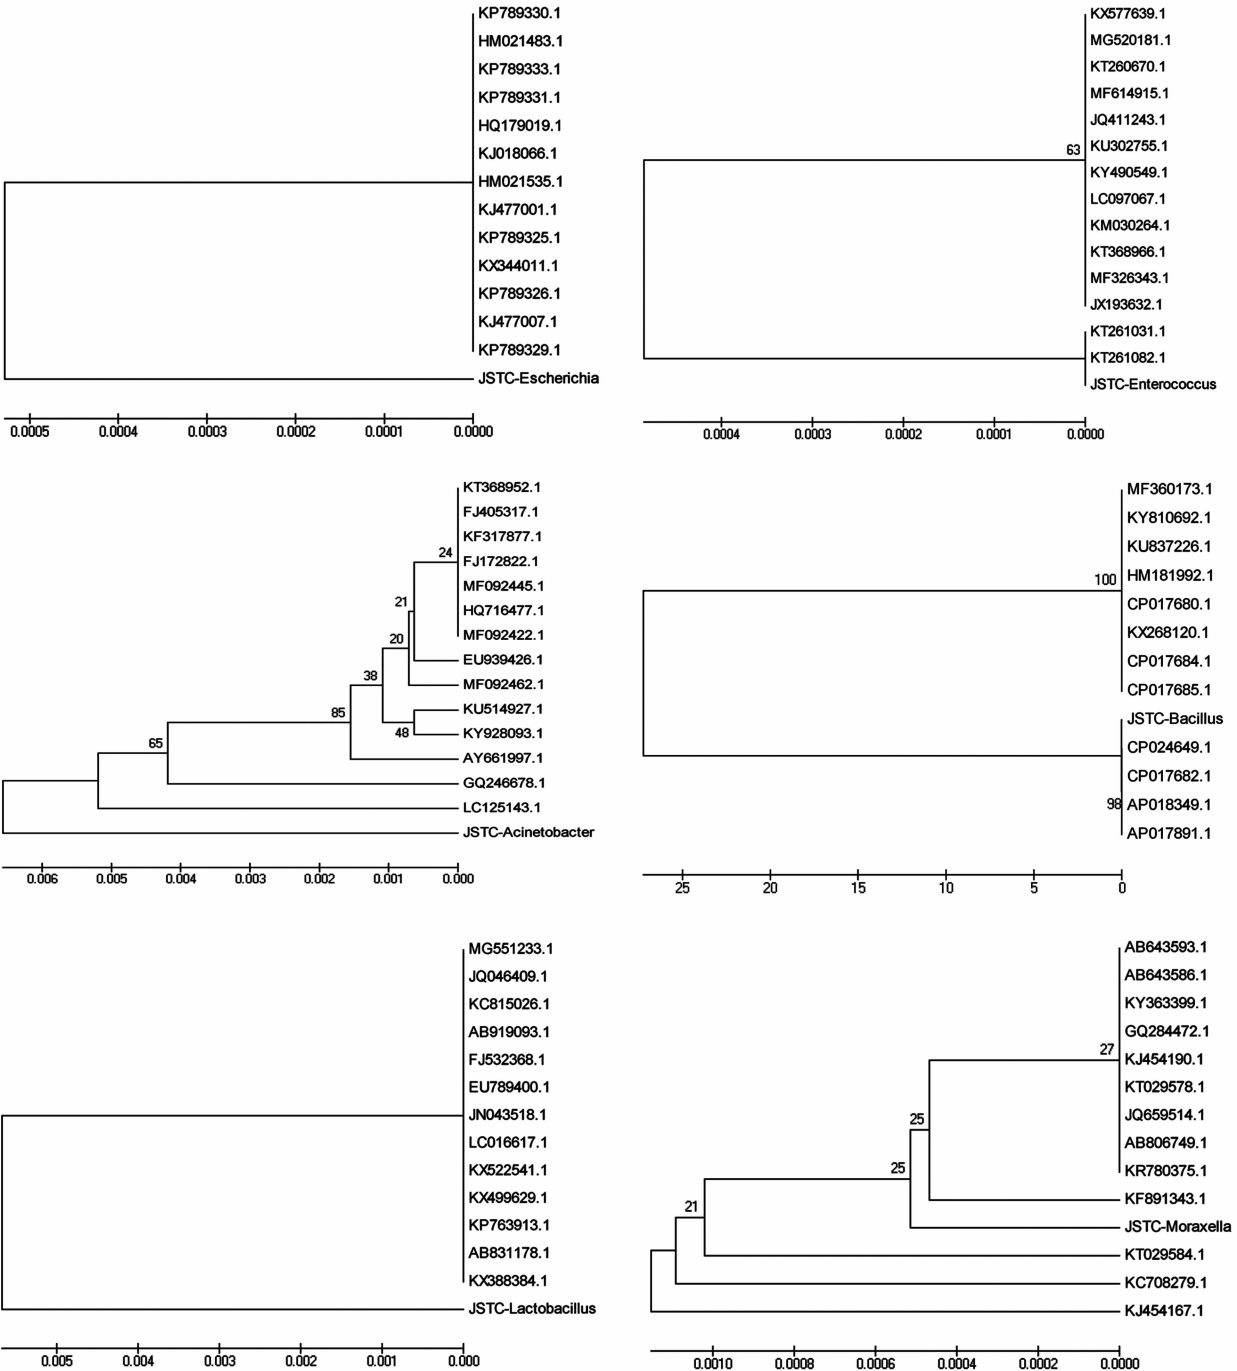 KP789330.1
HM021483.1
KP789333.1
KP789331.1
HQ179019.1
KJ018066.1
HM021535.1
KJ477001.1
KP789325.1
KX344011.1
KP789326.1
KJ477007.1
KP789329.1
JSTC-Escherichia
0.0005 0.0004 0.0003 0.0002 0.0001 0.0000
KX577639.1
MG520181.1
KT260670.1
MF614915.1
JQ411243.1
63
KU302755.1
KY490549.1
LC097067.1
KM030264.1
KT368966.1
MF326343.1
JX193632.1
KT261031.1
KT261082.1
JSTC-Enterococcus
0.0004 0.0003 0.0002 0.0001 0.0000
KT368952.1
FJ405317.1
KF317877.1
24
FJ172822.1
MF092445.1
21
HQ716477.1
20
MF092422.1
EU939426.1
38
MF092462.1
85
KU514927.1
48
KY928093.1
65
AY661997.1
GQ246678.1
LC125143.1
JSTC-Acinetobacter
0.006 0.005 0.004 0.003 0.002 0.001 0.000
MF360173.1
KY810692.1
KU837226.1
100
HM181992.1
CP017680.1
KX268120.1
CP017684.1
CP017685.1
JSTC-Bacillus
CP024649.1
CP017682.1
98
AP018349.1
AP017891.1
25 20 15 10 5 0
MG551233.1
JQ046409.1
KC815026.1
AB919093.1
FJ532368.1
EU789400.1
JN043518.1
LC016617.1
KX522541.1
KX499629.1
KP763913.1
AB831178.1
KX388384.1
JSTC-Lactobacillus
0.005 0.004 0.003 0.002 0.001 0.000
AB643593.1
AB643586.1
KY363399.1
GQ284472.1
27
KJ454190.1
KT029578.1
25
JQ659514.1
AB806749.1
25
KR780375.1
KF891343.1
21
JSTC-Moraxella
KT029584.1
KC708279.1
KJ454167.1
0.0010 0.0008 0.0006 0.0004 0.0002 0.0000